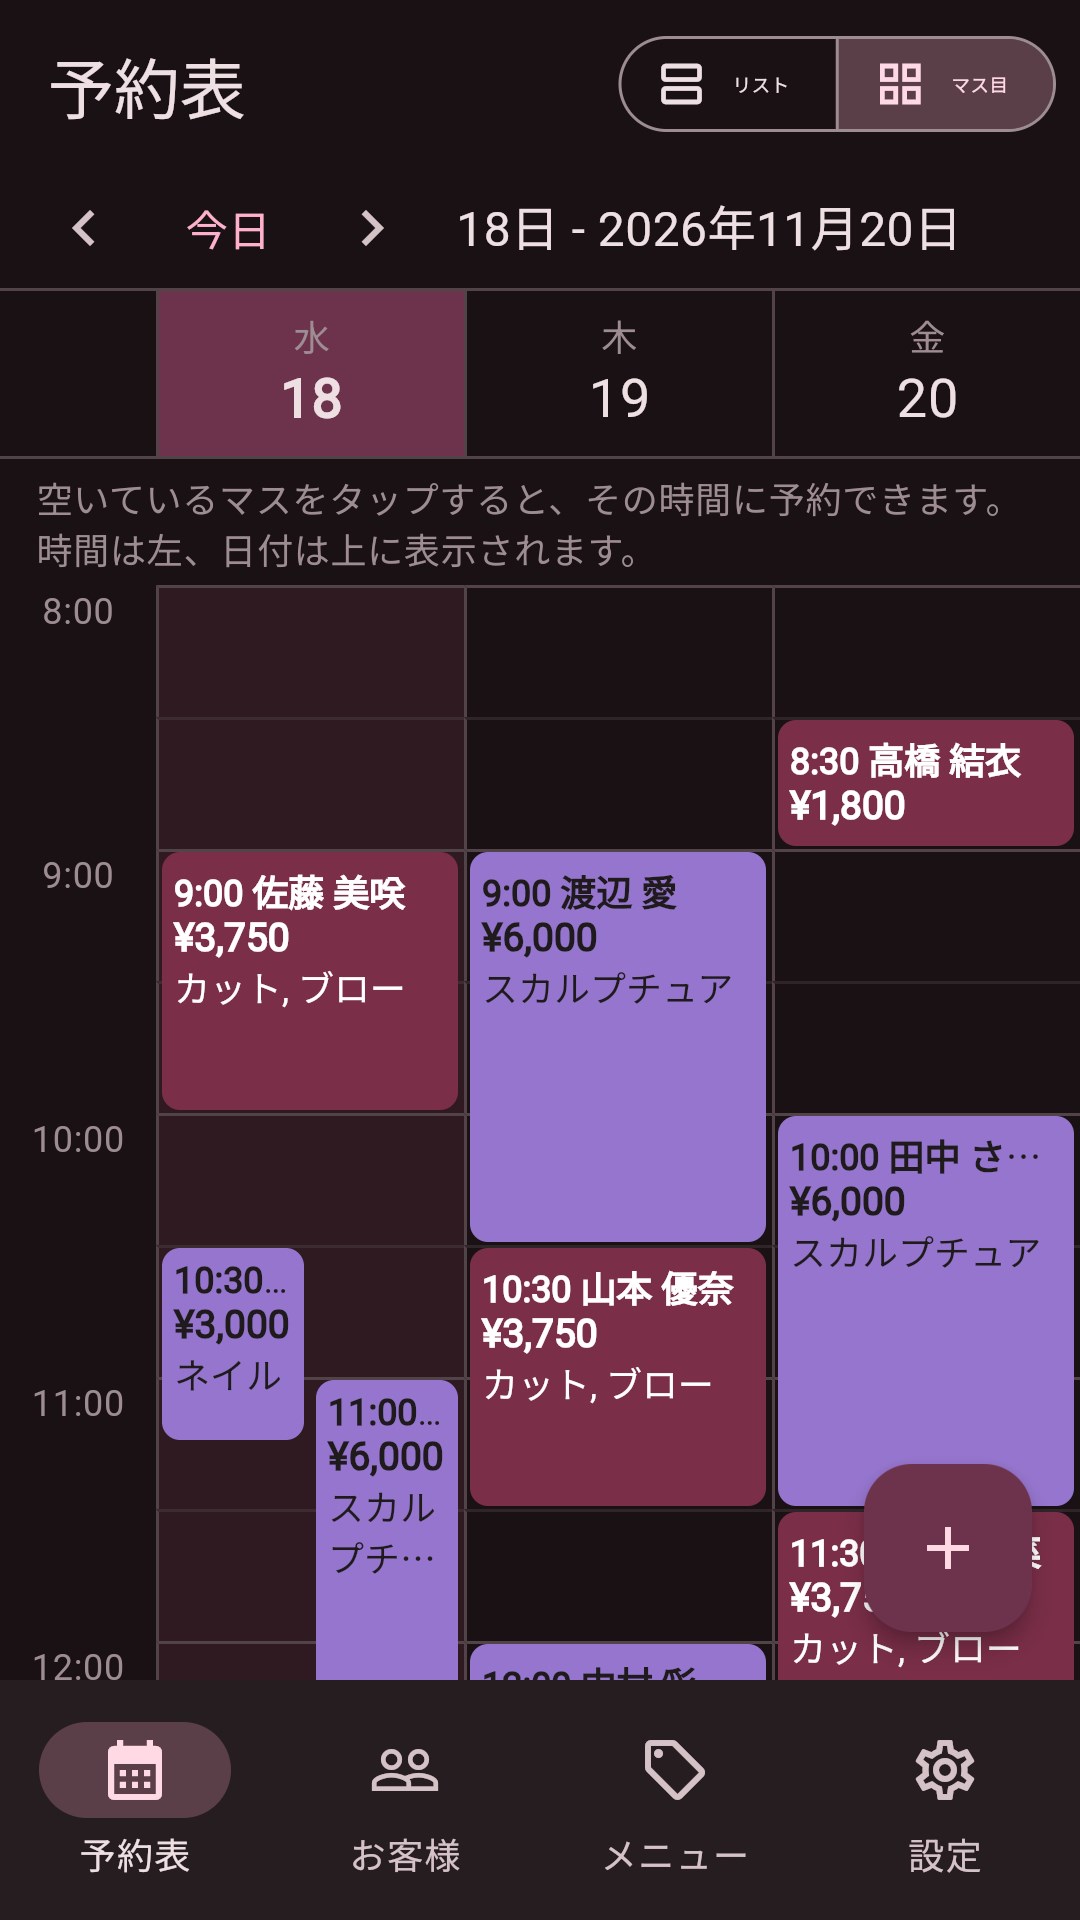 予約表
リスト
マス目
今日
18日 - 2026年11月20日
水
18
木
19
金
20
空いているマスをタップすると、その時間に予約できます。
時間は左、日付は上に表示されます。
8:00
8:30 高橋 結衣
¥1,800
9:00
9:00 佐藤 美咲
¥3,750
カット, ブロー
9:00 渡辺 愛
¥6,000
スカルプチュア
10:00
10:00 田中 さ…
¥6,000
スカルプチュア
10:30...
¥3,000
ネイル
10:30 山本 優奈
¥3,750
カット, ブロー
11:00
11:00...
¥6,000
スカル
プチ…
11:30
¥3,75
カット, ブロー
12:00
12:00 中村 彩
予約表
お客様
メニュー
設定